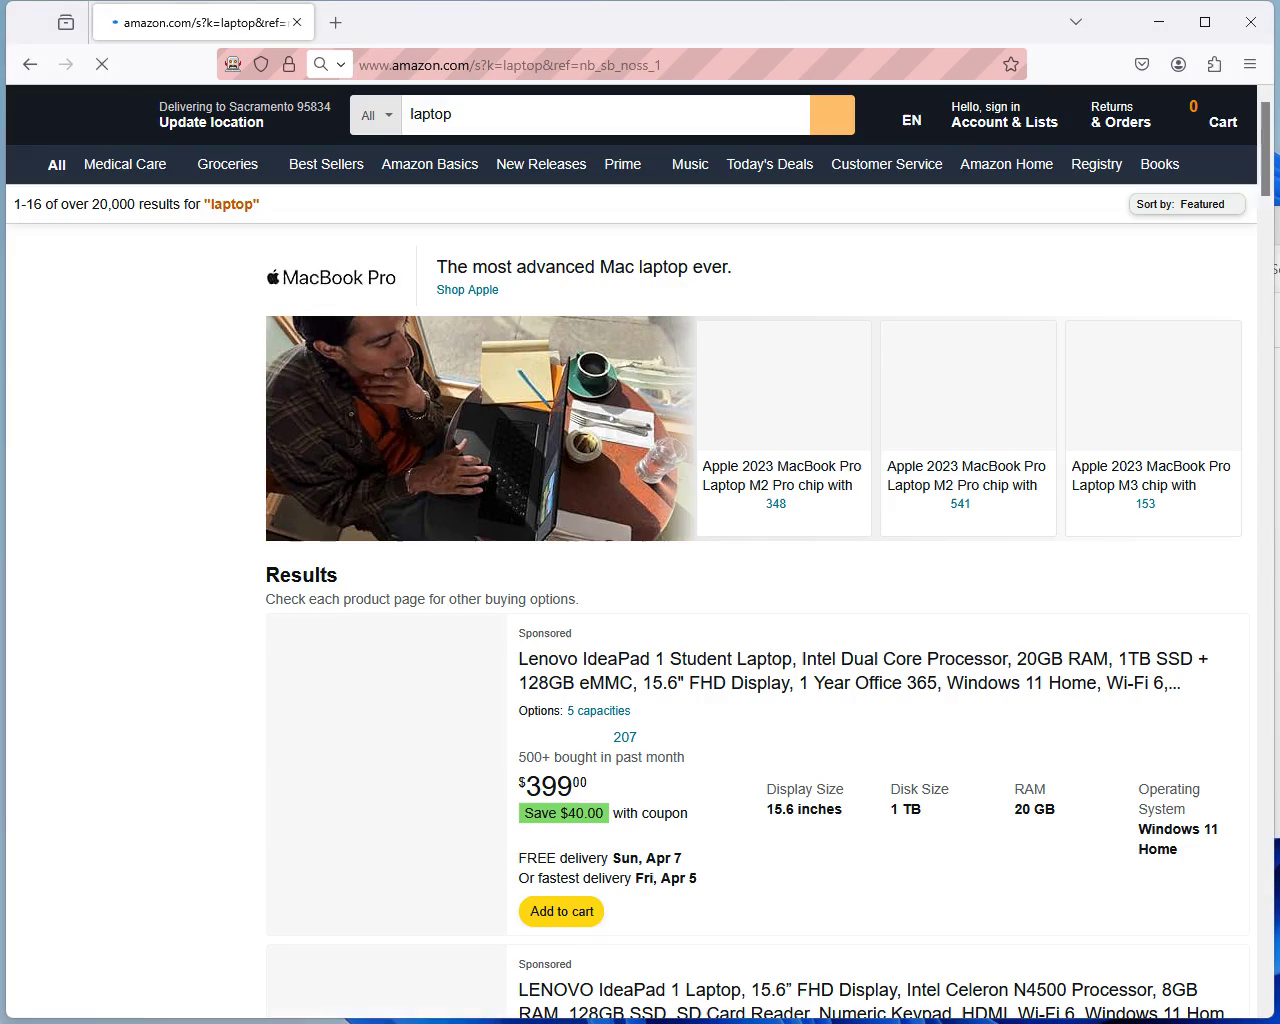 amazon.com/s?k=laptop&ref=
www.amazon.com/s?k=laptop&ref=nb_sb_noss_1
Delivering to Sacramento 95834
Update location
All
laptop
EN
Hello, sign in
Account & Lists
Returns
& Orders
0
Cart
All Medical Care Groceries Best Sellers Amazon Basics New Releases Prime Music Today's Deals Customer Service Amazon Home Registry Books
1-16 of over 20,000 results for "laptop"
Sort by: Featured
MacBook Pro
The most advanced Mac laptop ever.
Shop Apple
Apple 2023 MacBook Pro
Laptop M2 Pro chip with
348
Apple 2023 MacBook Pro
Laptop M2 Pro chip with
541
Apple 2023 MacBook Pro
Laptop M3 chip with
153
Results
Check each product page for other buying options.
Sponsored
Lenovo IdeaPad 1 Student Laptop, Intel Dual Core Processor, 20GB RAM, 1TB SSD +
128GB eMMC, 15.6" FHD Display, 1 Year Office 365, Windows 11 Home, Wi-Fi 6,...
Options: 5 capacities
207
500+ bought in past month
$39900
Save $40.00 with coupon
FREE delivery Sun, Apr 7
Or fastest delivery Fri, Apr 5
Add to cart
Display Size
15.6 inches
Disk Size
1 TB
RAM
20 GB
Operating
System
Windows 11
Home
Sponsored
LENOVO IdeaPad 1 Laptop, 15.6” FHD Display, Intel Celeron N4500 Processor, 8GB
RAM, 128GB SSD, SD Card Reader, Numeric Keypad, HDMI, Wi-Fi 6, Windows 11 Hom